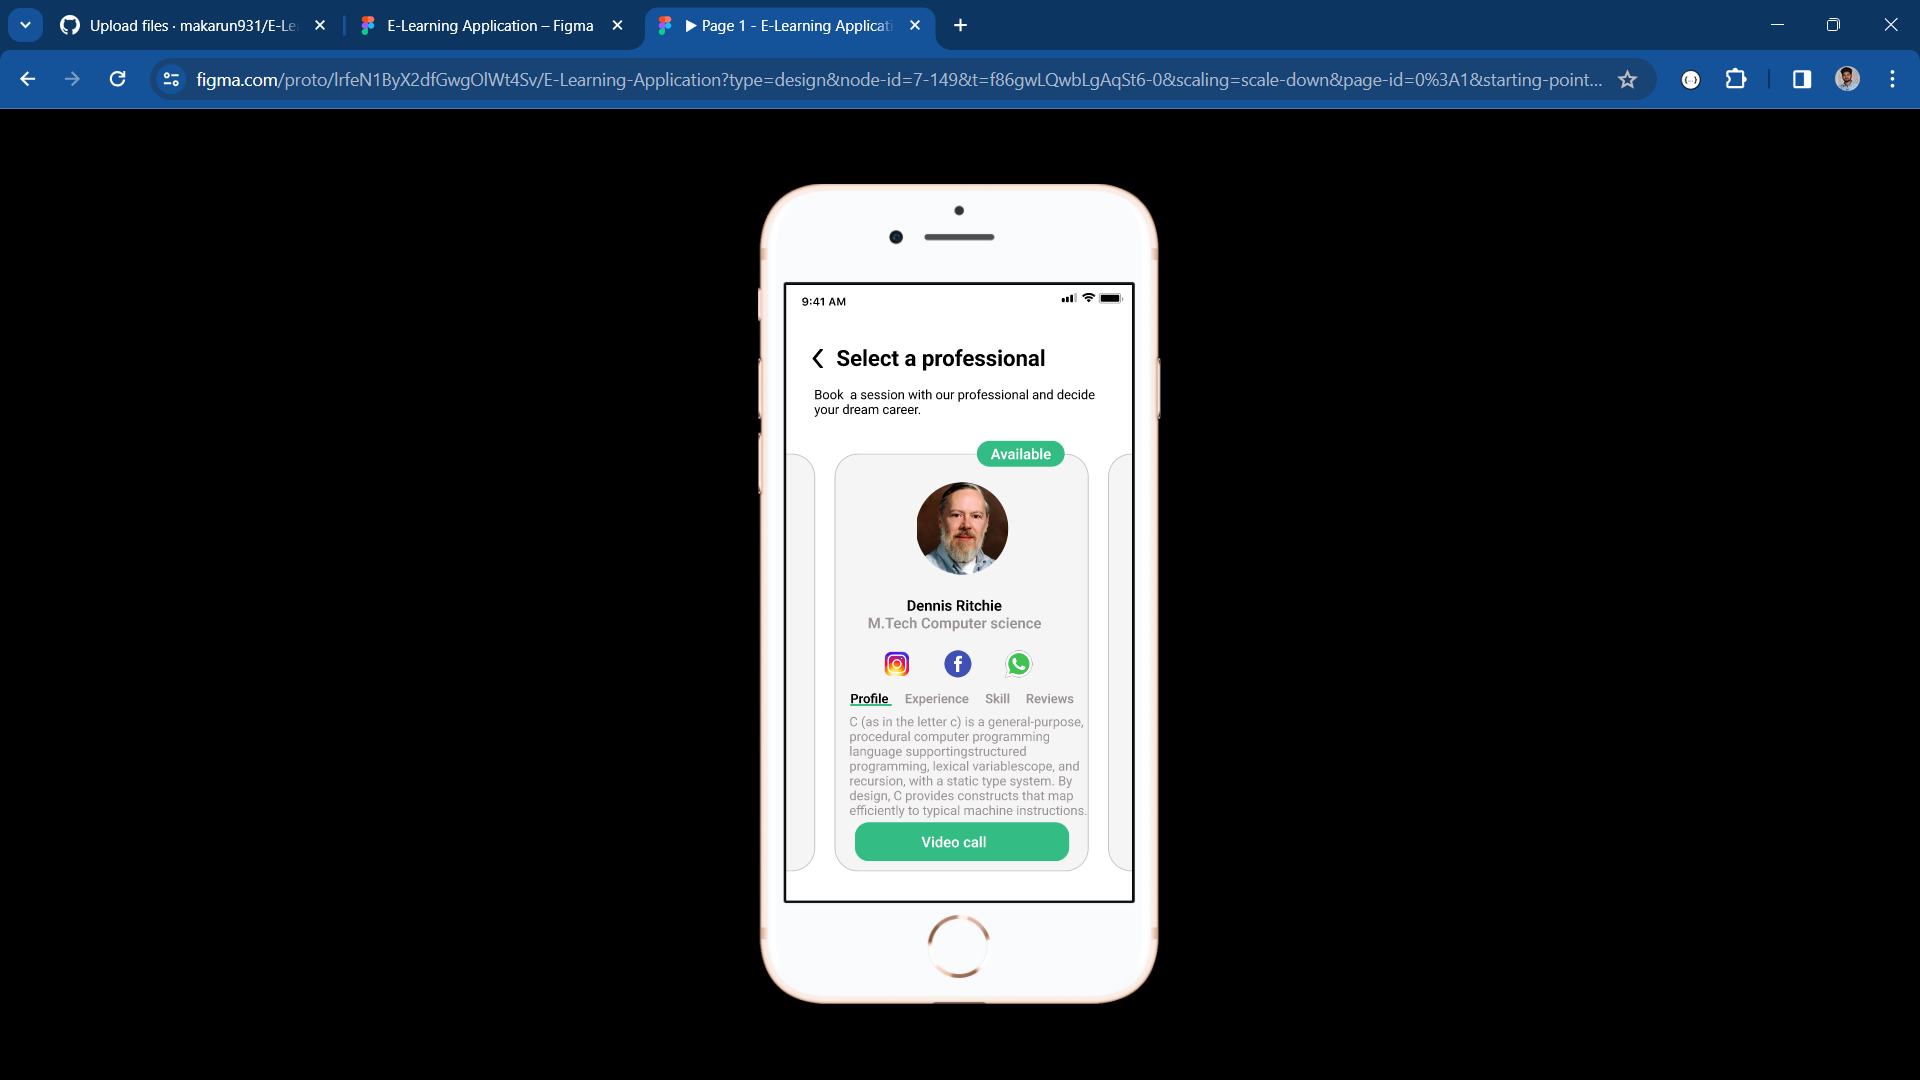 Upload files · makarun931/E-Le
E-Learning Application – Figma
Page 1 - E-Learning Applicati
figma.com/proto/lrfeN1ByX2dfGwgOlWt4Sv/E-Learning-Application?type=design&node-id=7-149&t=f86gwLQwbLgAqSt6-0&scaling=scale-down&page-id=0%3A1&starting-point...
9:41 AM
Select a professional
Book a session with our professional and decide
your dream career.
Available
Dennis Ritchie
M.Tech Computer science
Profile Experience Skill Reviews
C (as in the letter c) is a general-purpose,
procedural computer programming
language supportingstructured
programming, lexical variablescope, and
recursion, with a static type system. By
design, C provides constructs that map
efficiently to typical machine instructions.
Video call